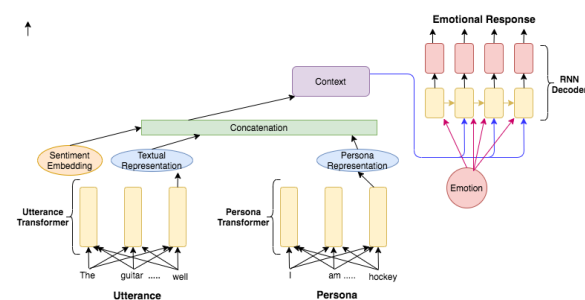 Emotional Response
RNN
Decoder
Context
Concatenation
Sentiment
Embedding
Textual
Representation
Persona
Representation
Emotion
Utterance
Transformer
Persona
Transformer
The guitar ..... well
I am ..... hockey
Utterance
Persona